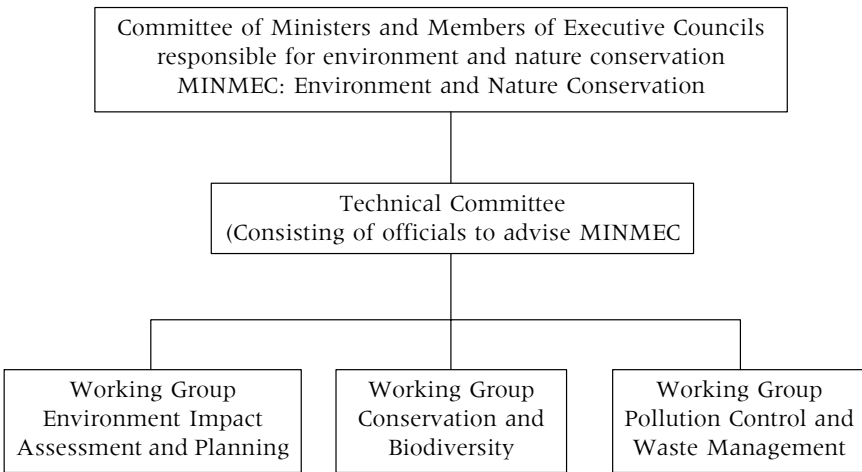 Committee of Ministers and Members of Executive Councils
responsible for environment and nature conservation
MINMEC: Environment and Nature Conservation
Technical Committee
(Consisting of officials to advise MINMEC
Working Group
Environment Impact
Assessment and Planning
Working Group
Conservation and
Biodiversity
Working Group
Pollution Control and
Waste Management